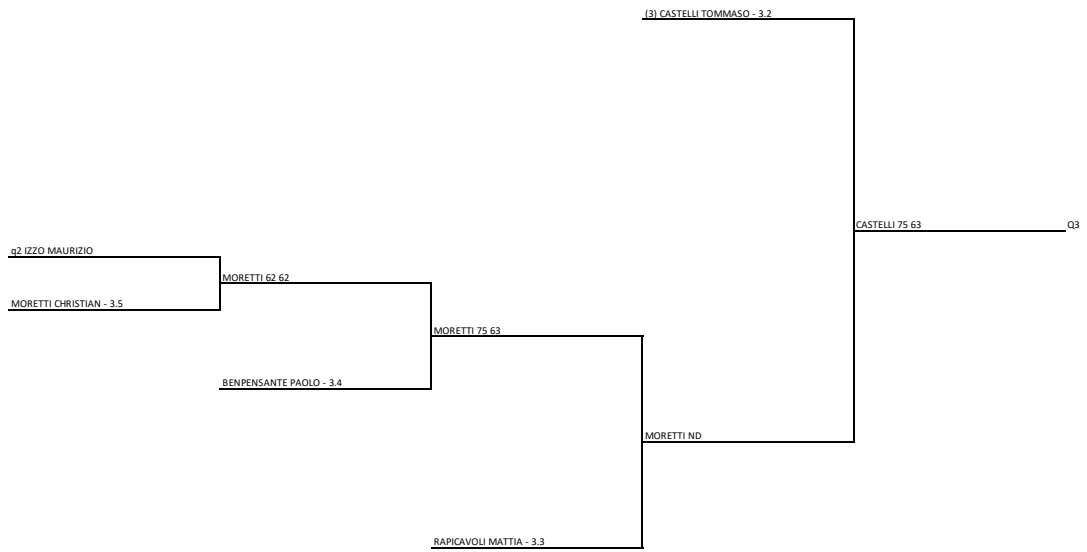 (3) CASTELLI TOMMASO - 3.2
CASTELLI 75 63
Q3
q2 IZZO MAURIZIO
MORETTI 62 62
MORETTI CHRISTIAN - 3.5
MORETTI 75 63
BENPENSANTE PAOLO - 3.4
MORETTI ND
RAPICAVOLI MATTIA - 3.3